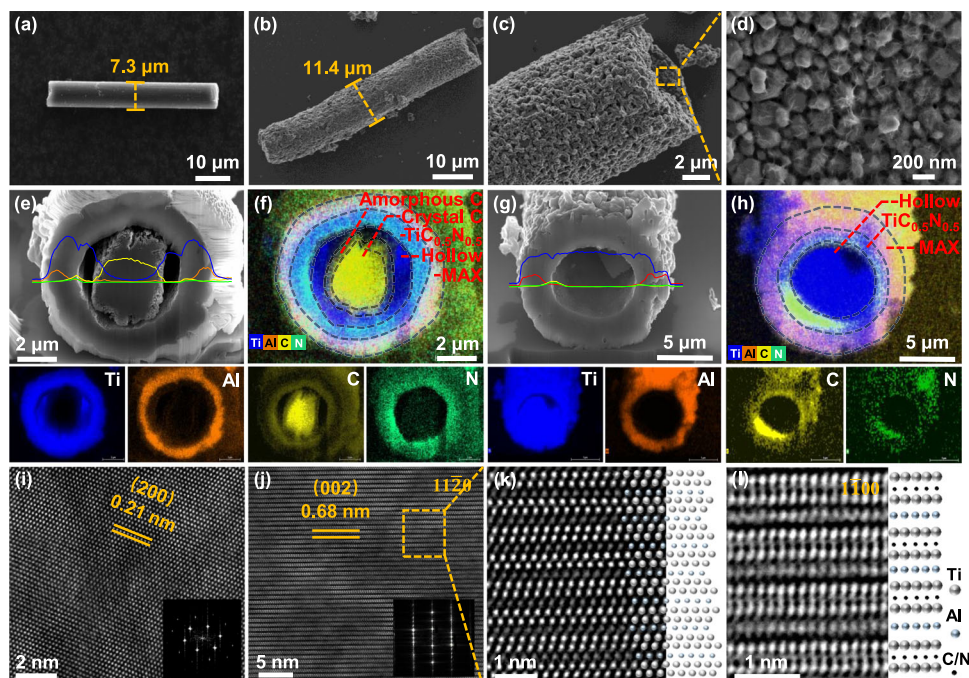 (a)
7.3 μm
10 μm
(b)
11.4 μm
10 μm
(c)
2 μm
(d)
200 nm
(e)
2 μm
(f)
Amorphous C
Crystal C
TiC0.5N0.5
Hollow
MAX
Ti Al C N
2 μm
(g)
5 μm
(h)
Hollow
TiC0.5N0.5
MAX
Ti Al C N
5 μm
Ti
Al
C
N
Ti
Al
C
N
(i)
(200)
0.21 nm
2 nm
(j)
(002)
0.68 nm
11-20
5 nm
(k)
1 nm
(l)
1-100
1 nm
Ti
Al
C/N